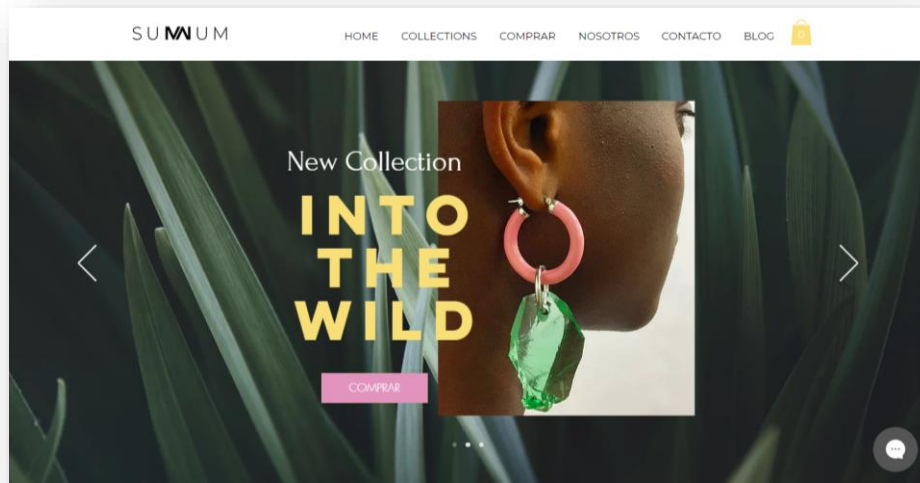 SUMMUM
HOME COLLECTIONS COMPRAR NOSOTROS CONTACTO BLOG 0
New Collection
INTO
THE
WILD
COMPRAR